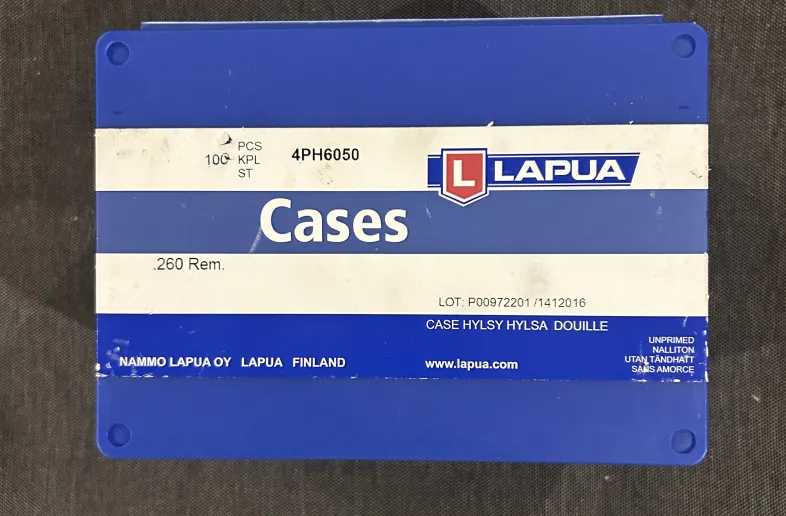 PCS
100 KPL
ST
4PH6050
L LAPUA
Cases
.260 Rem.
LOT: P00972201 /1412016
CASE HYLSY HYLSA DOUILLE
UNPRIMED
NALLITON
UTAN TÄNDHATT
SANS AMORCE
NAMMO LAPUA OY LAPUA FINLAND
www.lapua.com